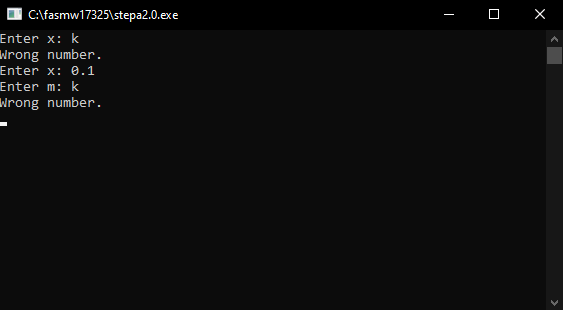 C:\fasmw17325\stepa2.0.exe
Enter x: k
Wrong number.
Enter x: 0.1
Enter m: k
Wrong number.